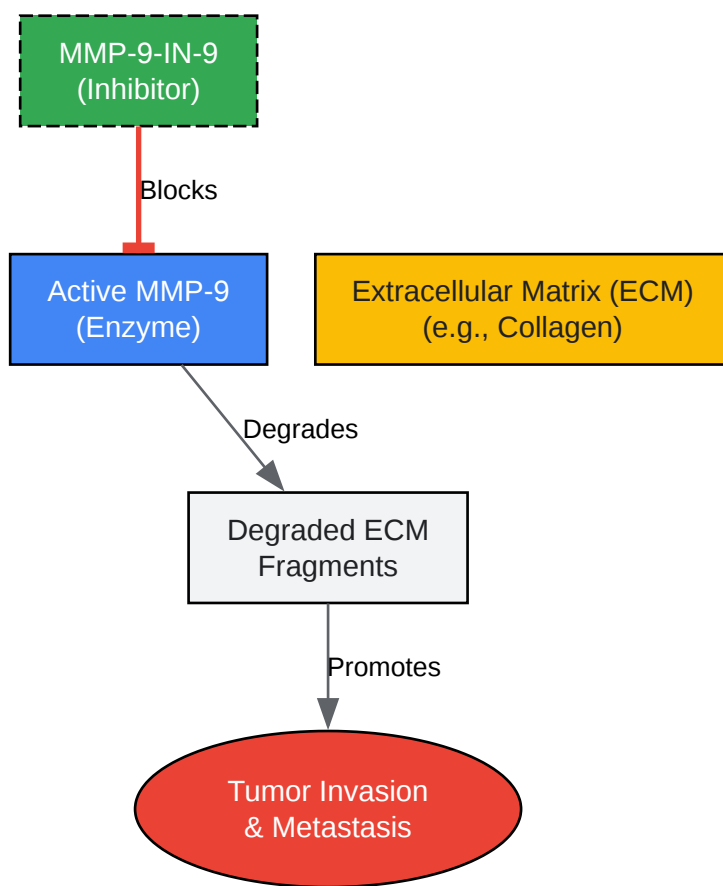 MMP-9-IN-9
(Inhibitor)
Blocks
Active MMP-9
(Enzyme)
Extracellular Matrix (ECM)
(e.g., Collagen)
Degrades
Degraded ECM
Fragments
Promotes
Tumor Invasion
& Metastasis